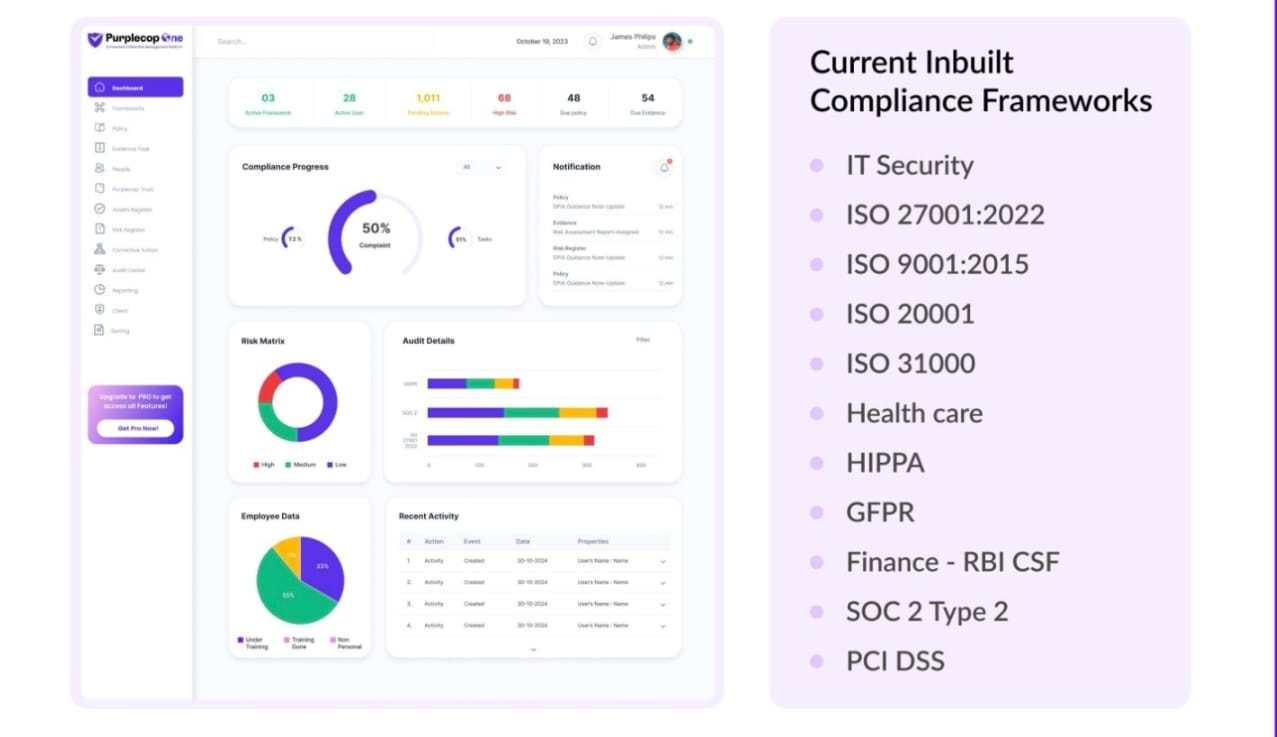 Purplecop One
October 19, 2023
James Philips
Admin
Search...
Dashboard
Frameworks
Policy
Evidence Task
People
Purplecop Trust
Assets Register
Risk Register
Corrective Action
Audit Center
Reporting
Client
Setting
Upgrade to PRO to get
access all Features!
Get Pro Now!
03
Active Framework
28
Active User
1,011
Pending Actions
68
High Risk
48
Due policy
54
Due Evidence
Compliance Progress
All
Policy
72%
50%
Complaint
51%
Tasks
Notification
Policy
DPIA Guidance Note-Update 12 min
Evidence
Risk Assessment Report-Assigned 12 min
Risk Register
DPIA Guidance Note-Update 12 min
Policy
DPIA Guidance Note-Update 12 min
Risk Matrix
High Medium Low
Audit Details
Filter
GDPR
SOC 2
ISO
27001
2022
0 100 200 300 400
Employee Data
33%
55%
Under
Training
Training
Done
Non
Personal
Recent Activity
# Action Event Date Properties
1. Activity Created 30-10-2024 User's Name : Name
2. Activity Created 30-10-2024 User's Name : Name
3. Activity Created 30-10-2024 User's Name : Name
4. Activity Created 30-10-2024 User's Name : Name
Current Inbuilt
Compliance Frameworks
IT Security
ISO 27001:2022
ISO 9001:2015
ISO 20001
ISO 31000
Health care
HIPPA
GFPR
Finance - RBI CSF
SOC 2 Type 2
PCI DSS